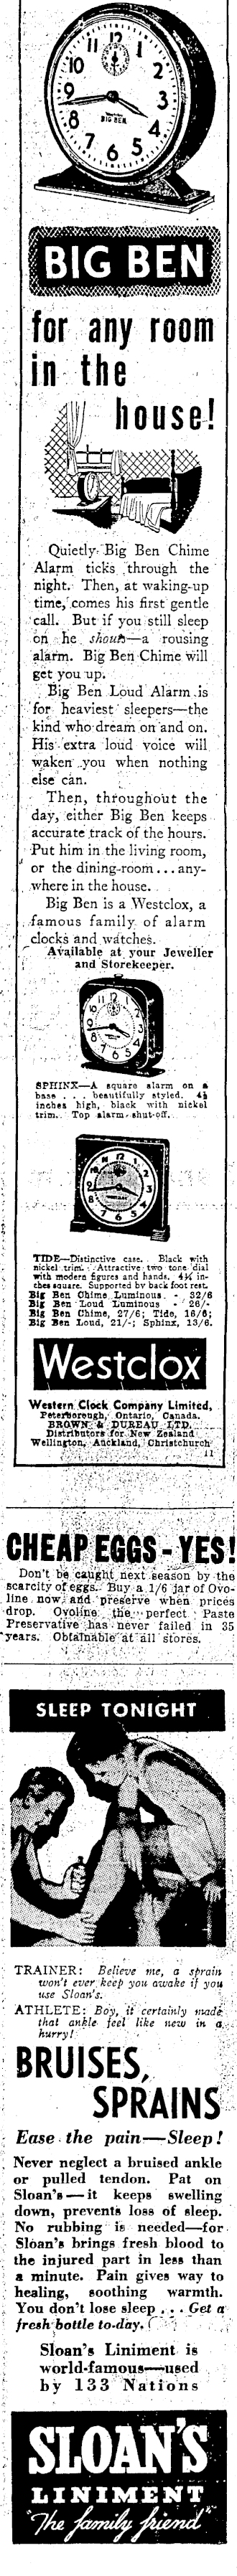 BIG BEN
BIG BEN
for any room
in the
house!
Quietly Big Ben Chime
Alarm ticks through the
night. Then, at waking-up
time, comes his first gentle
call. But if you still sleep
on he shouts—a rousing
alarm. Big Ben Chime will
get you up.
Big Ben Loud Alarm is
for heaviest sleepers—the
kind who dream on and on.
His extra loud voice will
waken you when nothing
else can.
Then, throughout the
day, either Big Ben keeps
accurate track of the hours.
Put him in the living room,
or the dining-room... any-
where in the house.
Big Ben is a Westclox, a
famous family of alarm
clocks and watches.
Available at your Jeweller
and Storekeeper.
SPHINX—A square alarm on a
base . . . beautifully styled. 4½
inches high, black with nickel
trim. Top alarm shut-off.
TIDE—Distinctive case. Black with
nickel trim. Attractive two tone dial
with modern figures and hands, 4¼ in-
ches square. Supported by back foot rest.
Big Ben Chime Luminous. - 32/6
Big Ben Loud Luminous - 26/-
Big Ben Chime, 27/6; Tide, 16/6;
Big Ben Loud, 21/-; Sphinx, 13/6.
Westclox
Western Clock Company Limited,
Peterborough, Ontario, Canada.
BROWN & DUREAU LTD.
Distributors for New Zealand
Wellington, Auckland, Christchurch
11
CHEAP EGGS - YES!
Don't be caught next season by the
scarcity of eggs. Buy a 1/6 jar of Ovo-
line now and preserve when prices
drop. Ovoline the perfect Paste
Preservative has never failed in 35
years. Obtainable at all stores.
SLEEP TONIGHT
TRAINER: Believe me, a sprain
won't ever keep you awake if you
use Sloan's.
ATHLETE: Boy, it certainly made
that ankle feel like new in a
hurry!
BRUISES,
SPRAINS
Ease the pain—Sleep!
Never neglect a bruised ankle
or pulled tendon. Pat on
Sloan's—it keeps swelling
down, prevents loss of sleep.
No rubbing is needed—for
Sloan's brings fresh blood to
the injured part in less than
a minute. Pain gives way to
healing, soothing warmth.
You don't lose sleep... Get a
fresh bottle to-day.
Sloan's Liniment is
world-famous—used
by 133 Nations
SLOAN'S
LINIMENT
"The family friend"